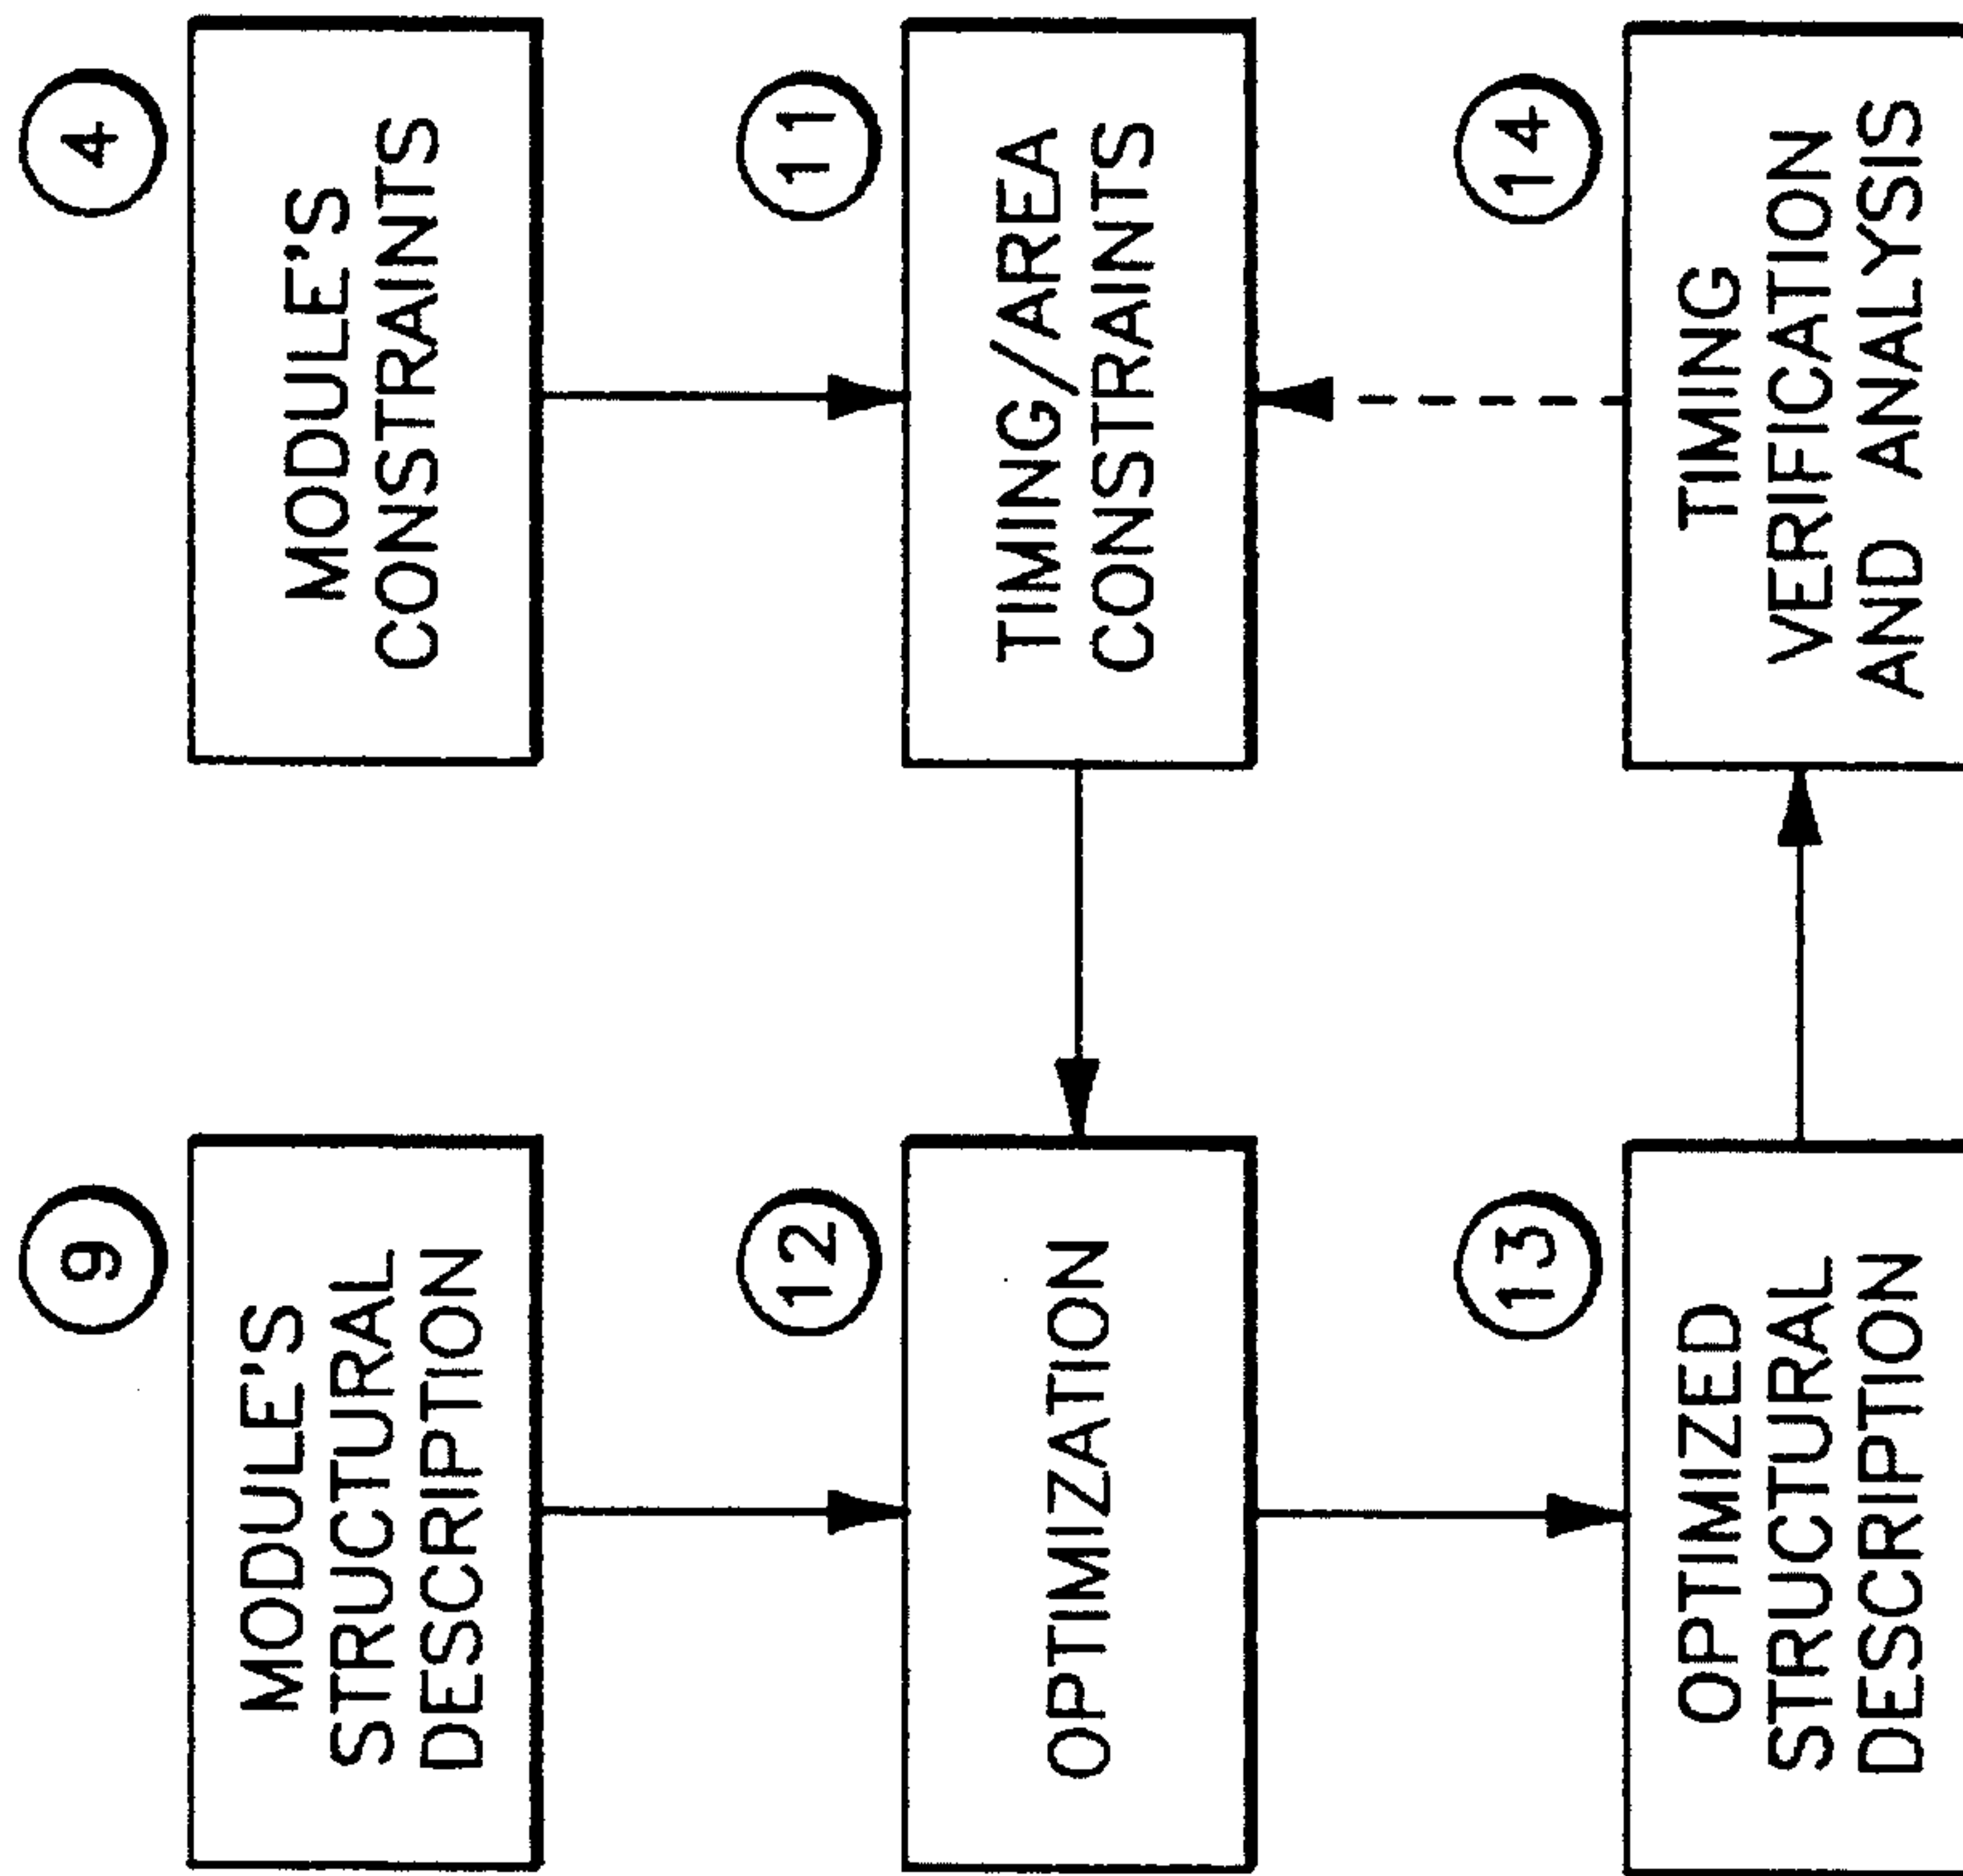 9
MODULE'S
STRUCTURAL
DESCRIPTION
4
MODULE'S
CONSTRAINTS
12
OPTIMIZATION
11
TIMING/AREA
CONSTRAINTS
13
OPTIMIZED
STRUCTURAL
DESCRIPTION
14
TIMING
VERIFICATION
AND ANALYSIS